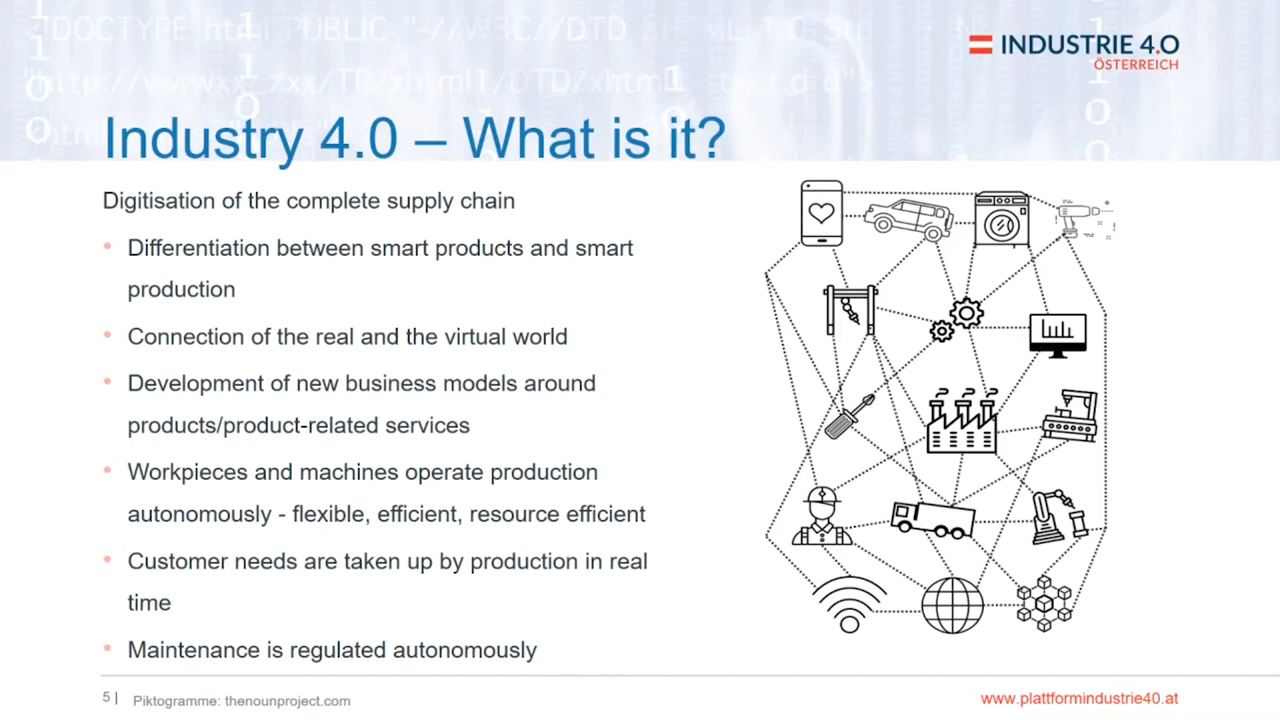 INDUSTRIE 4.0
ÖSTERREICH
Industry 4.0 – What is it?
Digitisation of the complete supply chain
• Differentiation between smart products and smart
production
• Connection of the real and the virtual world
• Development of new business models around
products/product-related services
• Workpieces and machines operate production
autonomously - flexible, efficient, resource efficient
• Customer needs are taken up by production in real
time
• Maintenance is regulated autonomously
5 | Piktogramme: thenounproject.com
www.plattformindustrie40.at